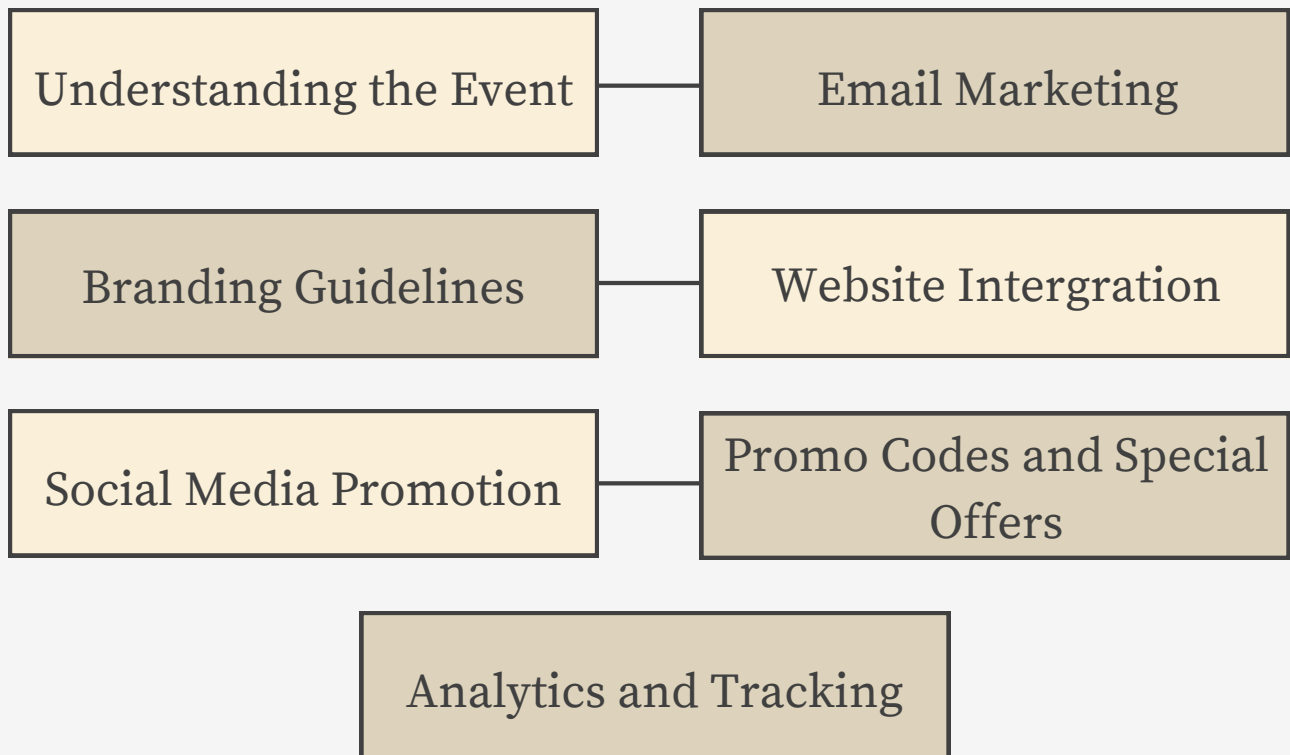 Understanding the Event
Email Marketing
Branding Guidelines
Website Intergration
Social Media Promotion
Promo Codes and Special
Offers
Analytics and Tracking